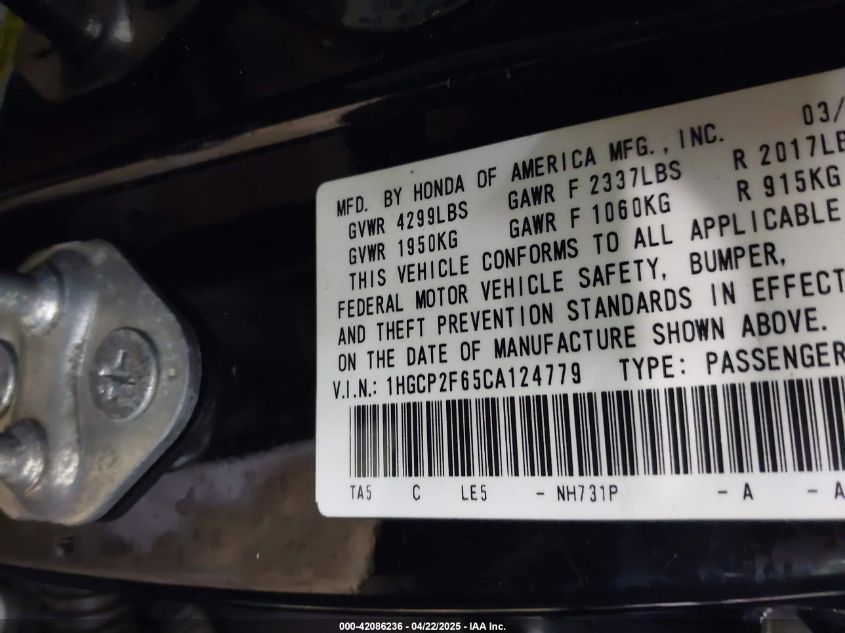 03/
MFD. BY HONDA OF AMERICA MFG., INC.
GVWR 4299LBS GAWR F 2337LBS R 2017LB
GVWR 1950KG GAWR F 1060KG R 915KG
THIS VEHICLE CONFORMS TO ALL APPLICABLE
FEDERAL MOTOR VEHICLE SAFETY, BUMPER,
AND THEFT PREVENTION STANDARDS IN EFFECT
ON THE DATE OF MANUFACTURE SHOWN ABOVE.
V.I.N.: 1HGCP2F65CA124779 TYPE: PASSENGER
TA5 C LE5 - NH731P - A - A
000-42086236 - 04/22/2025 - IAA Inc.